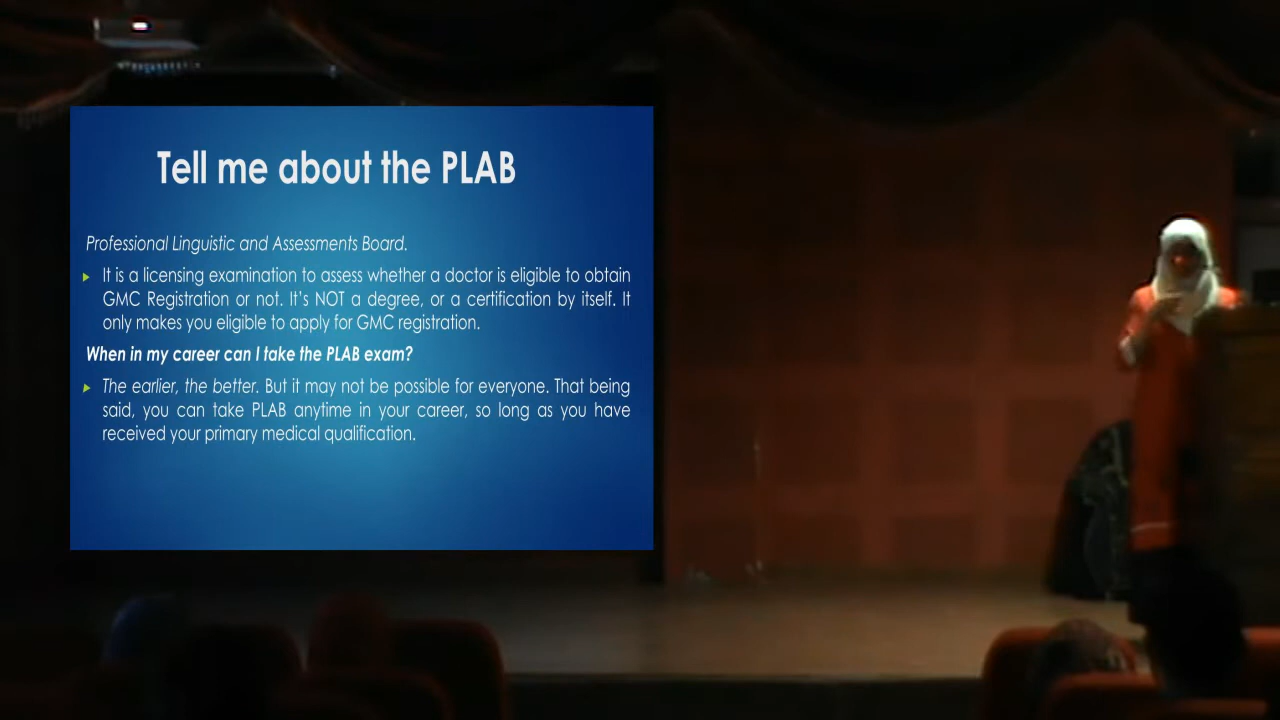 Tell me about the PLAB
Professional Linguistic and Assessments Board.
It is a licensing examination to assess whether a doctor is eligible to obtain
GMC Registration or not. It's NOT a degree, or a certification by itself. It
only makes you eligible to apply for GMC registration.
When in my career can I take the PLAB exam?
The earlier, the better. But it may not be possible for everyone. That being
said, you can take PLAB anytime in your career, so long as you have
received your primary medical qualification.